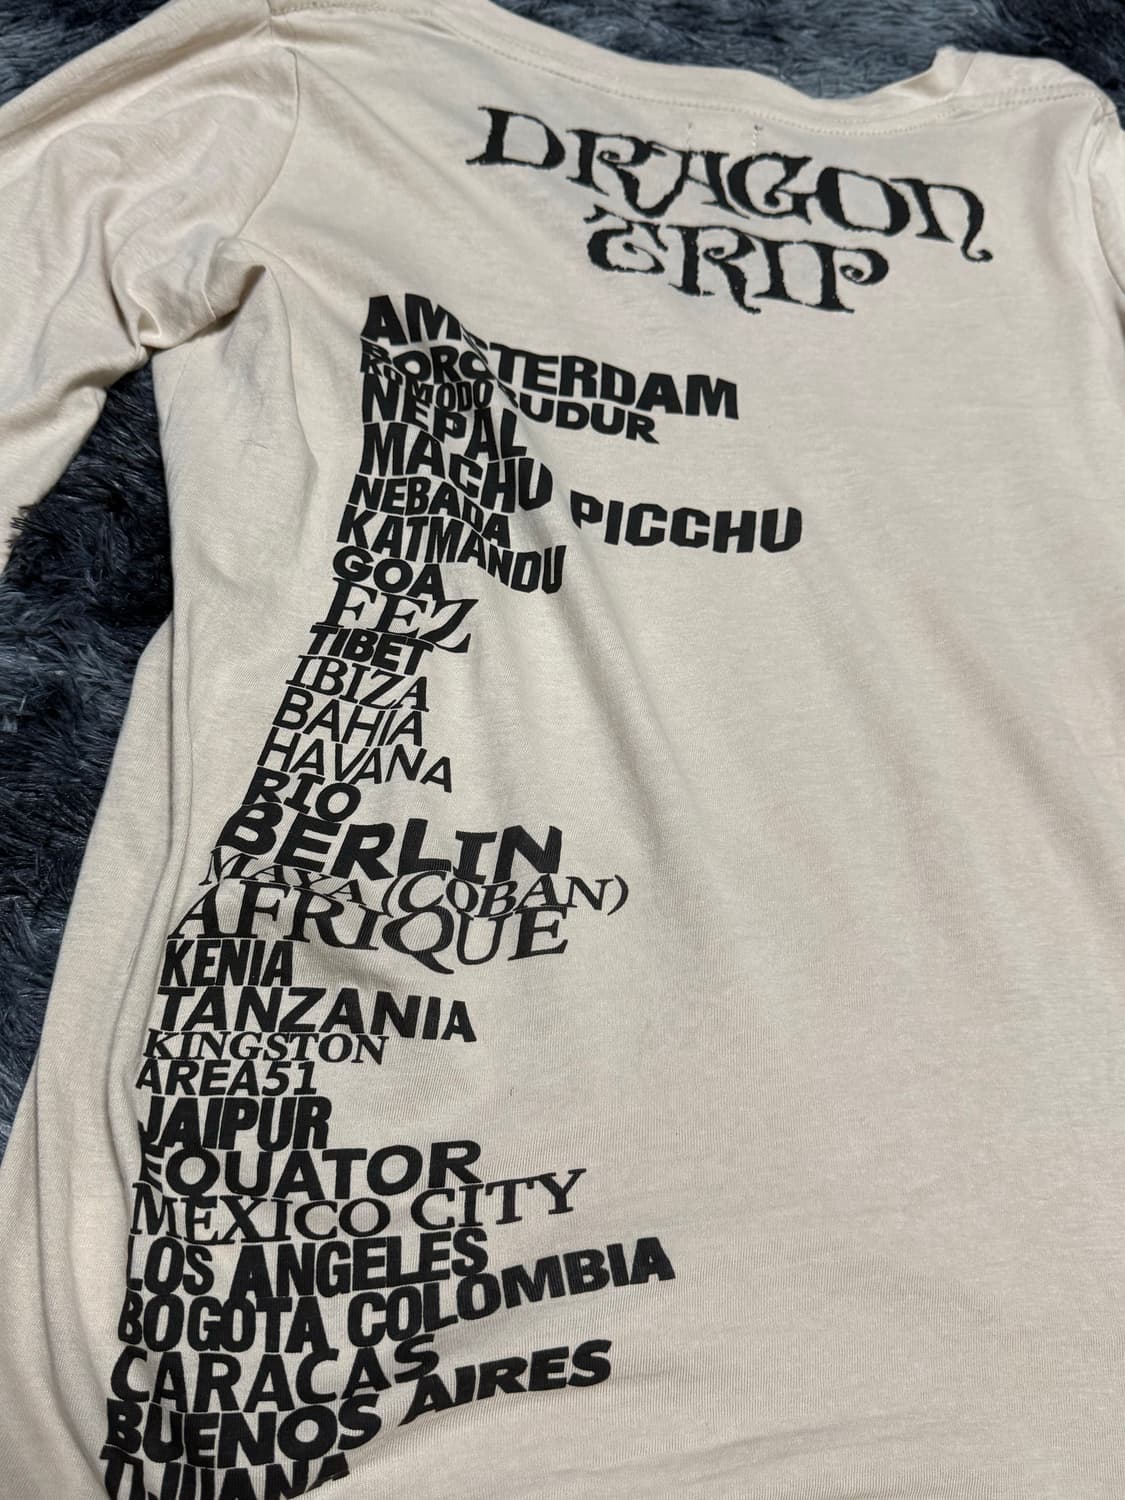 DRAGON
TRIP
AMSTERDAM
BOROBUDUR
KOMODO
NEPAL
MACHU PICCHU
NEBADA
KATMANDU
GOA
FEZ
TIBET
IBIZA
BAHIA
HAVANA
RIO
BERLIN
MAYA (COBAN)
AFRIQUE
KENIA
TANZANIA
KINGSTON
AREA51
JAIPUR
EQUATOR
MEXICO CITY
LOS ANGELES
BOGOTA COLOMBIA
CARACAS
BUENOS AIRES
TIJUANA